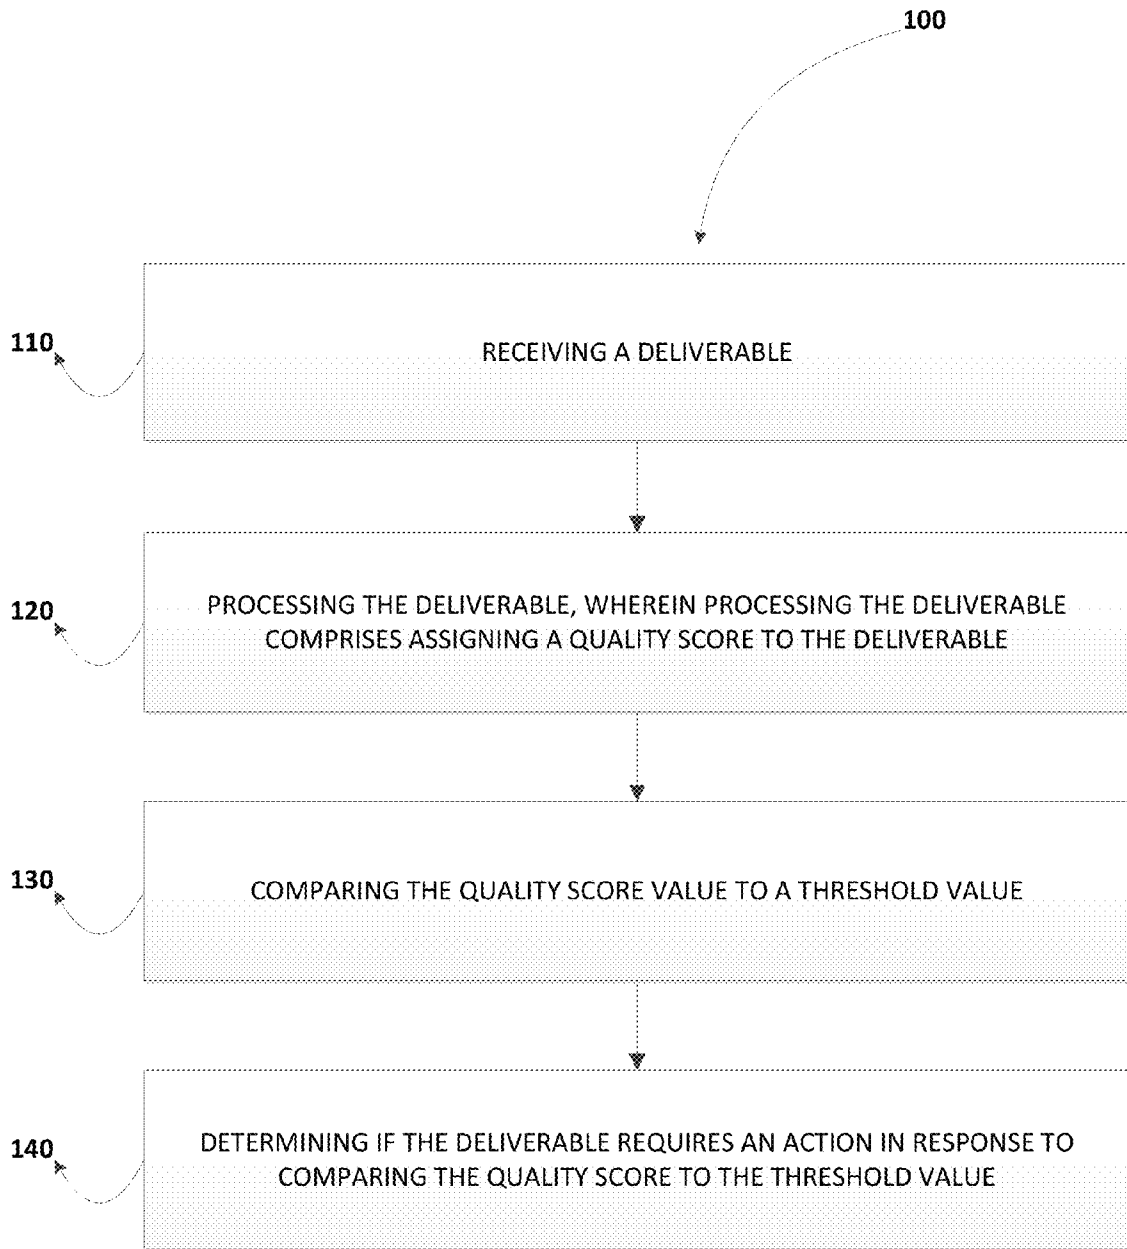 100
110
RECEIVING A DELIVERABLE
120
PROCESSING THE DELIVERABLE, WHEREIN PROCESSING THE DELIVERABLE
COMPRISES ASSIGNING A QUALITY SCORE TO THE DELIVERABLE
130
COMPARING THE QUALITY SCORE VALUE TO A THRESHOLD VALUE
140
DETERMINING IF THE DELIVERABLE REQUIRES AN ACTION IN RESPONSE TO
COMPARING THE QUALITY SCORE TO THE THRESHOLD VALUE